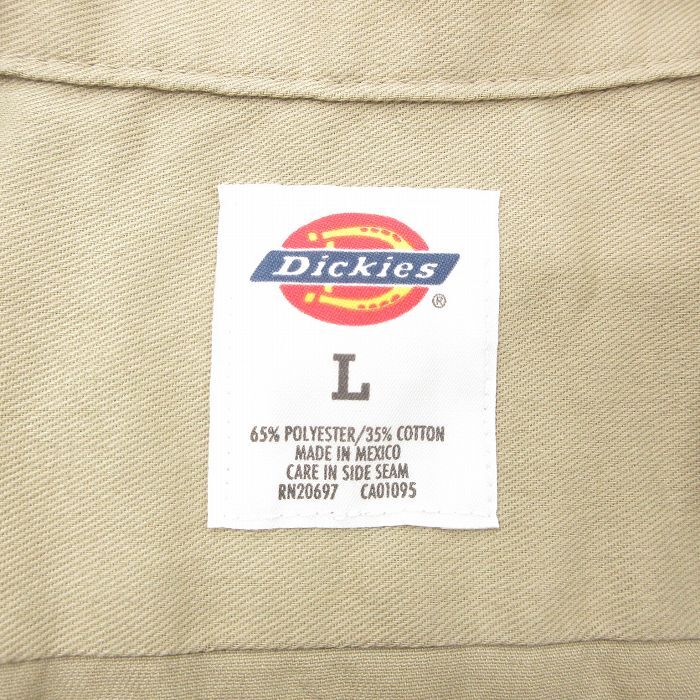 Dickies®
L
65% POLYESTER/35% COTTON
MADE IN MEXICO
CARE IN SIDE SEAM
RN20697 CA01095